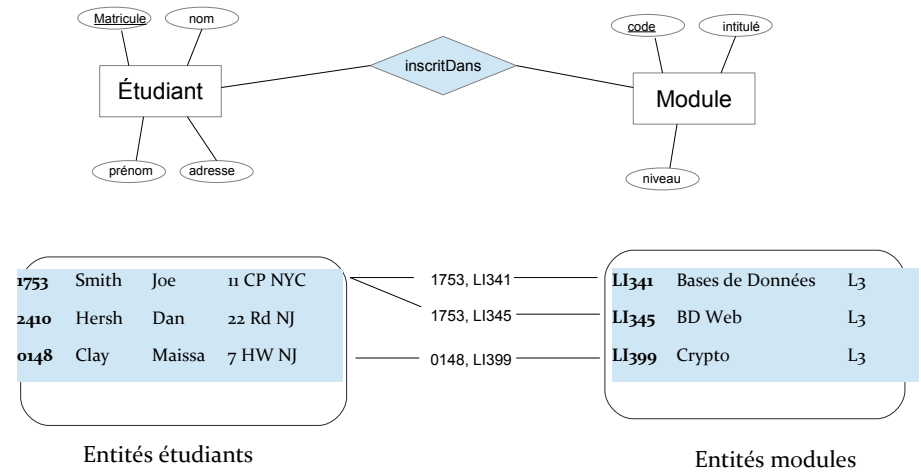 Matricule nom
code intitulé
inscritDans
Étudiant
Module
prénom adresse
niveau
1753 Smith Joe 11 CP NYC
1753, LI341
LI341 Bases de Données L3
2410 Hersh Dan 22 Rd NJ
1753, LI345
LI345 BD Web L3
0148 Clay Maissa 7 HW NJ
0148, LI399
LI399 Crypto L3
Entités étudiants
Entités modules